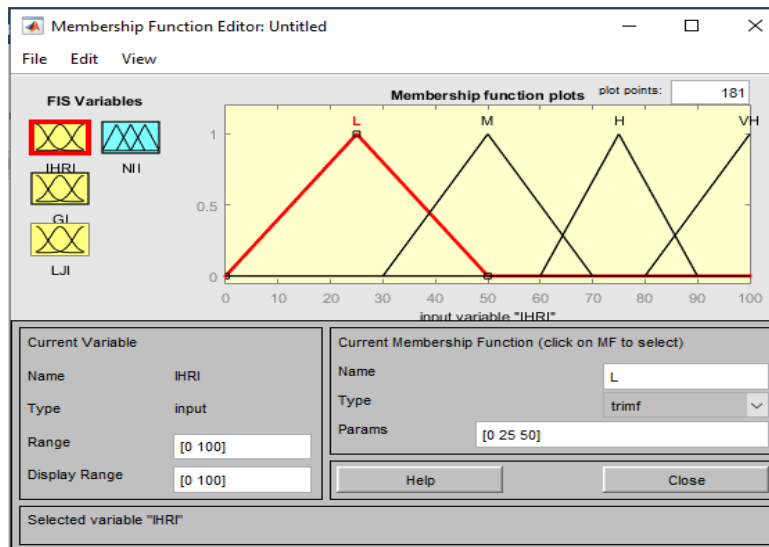 Membership Function Editor: Untitled
File Edit View
FIS Variables
IHRI NII
GI
LJI
Membership function plots plot points: 181
L M H VH
1
0.5
0
0 10 20 30 40 50 60 70 80 90 100
input variable "IHRI"
Current Variable
Name IHRI
Type input
Range [0 100]
Display Range [0 100]
Current Membership Function (click on MF to select)
Name L
Type trimf
Params [0 25 50]
Help Close
Selected variable "IHRI"